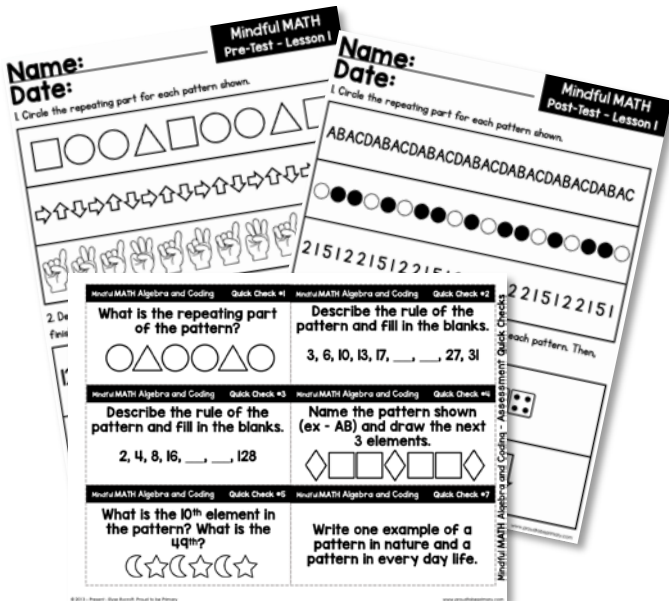 Name:
Date:
Mindful MATH
Pre-Test - Lesson 1
1. Circle the repeating part for each pattern shown.
2. De
finis
Name:
Date:
Mindful MATH
Post-Test - Lesson 1
1. Circle the repeating part for each pattern shown.
ABACDABACDABACDABACDABACDABACDABAC
215122151221
221512 2151
each pattern. Then,
Mindful MATH Algebra and Coding Quick Check #1
What is the repeating part
of the pattern?
Mindful MATH Algebra and Coding Quick Check #2
Describe the rule of the
pattern and fill in the blanks.
3, 6, 10, 13, 17, __, __, 27, 31
Mindful MATH Algebra and Coding Quick Check #3
Describe the rule of the
pattern and fill in the blanks.
2, 4, 8, 16, __, __, 128
Mindful MATH Algebra and Coding Quick Check #4
Name the pattern shown
(ex - AB) and draw the next
3 elements.
Mindful MATH Algebra and Coding Quick Check #5
What is the 10th element in
the pattern? What is the
49th?
Mindful MATH Algebra and Coding Quick Check #7
Write one example of a
pattern in nature and a
pattern in every day life.
Mindful MATH Algebra and Coding - Assessment Quick Checks